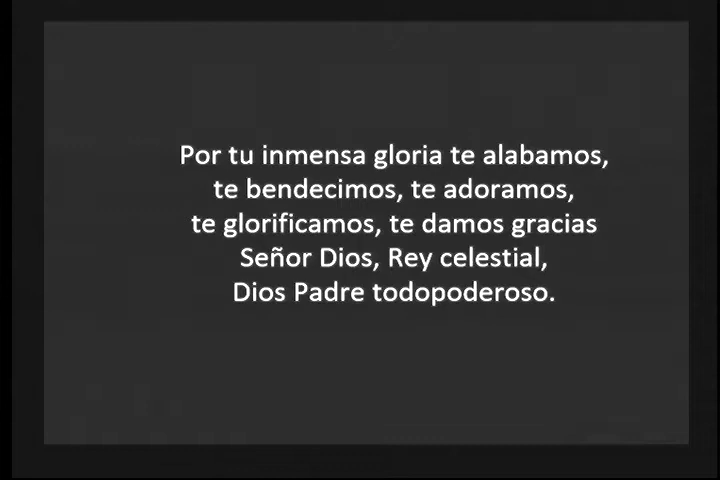 Por tu inmensa gloria te alabamos,
te bendecimos, te adoramos,
te glorificamos, te damos gracias
Señor Dios, Rey celestial,
Dios Padre todopoderoso.